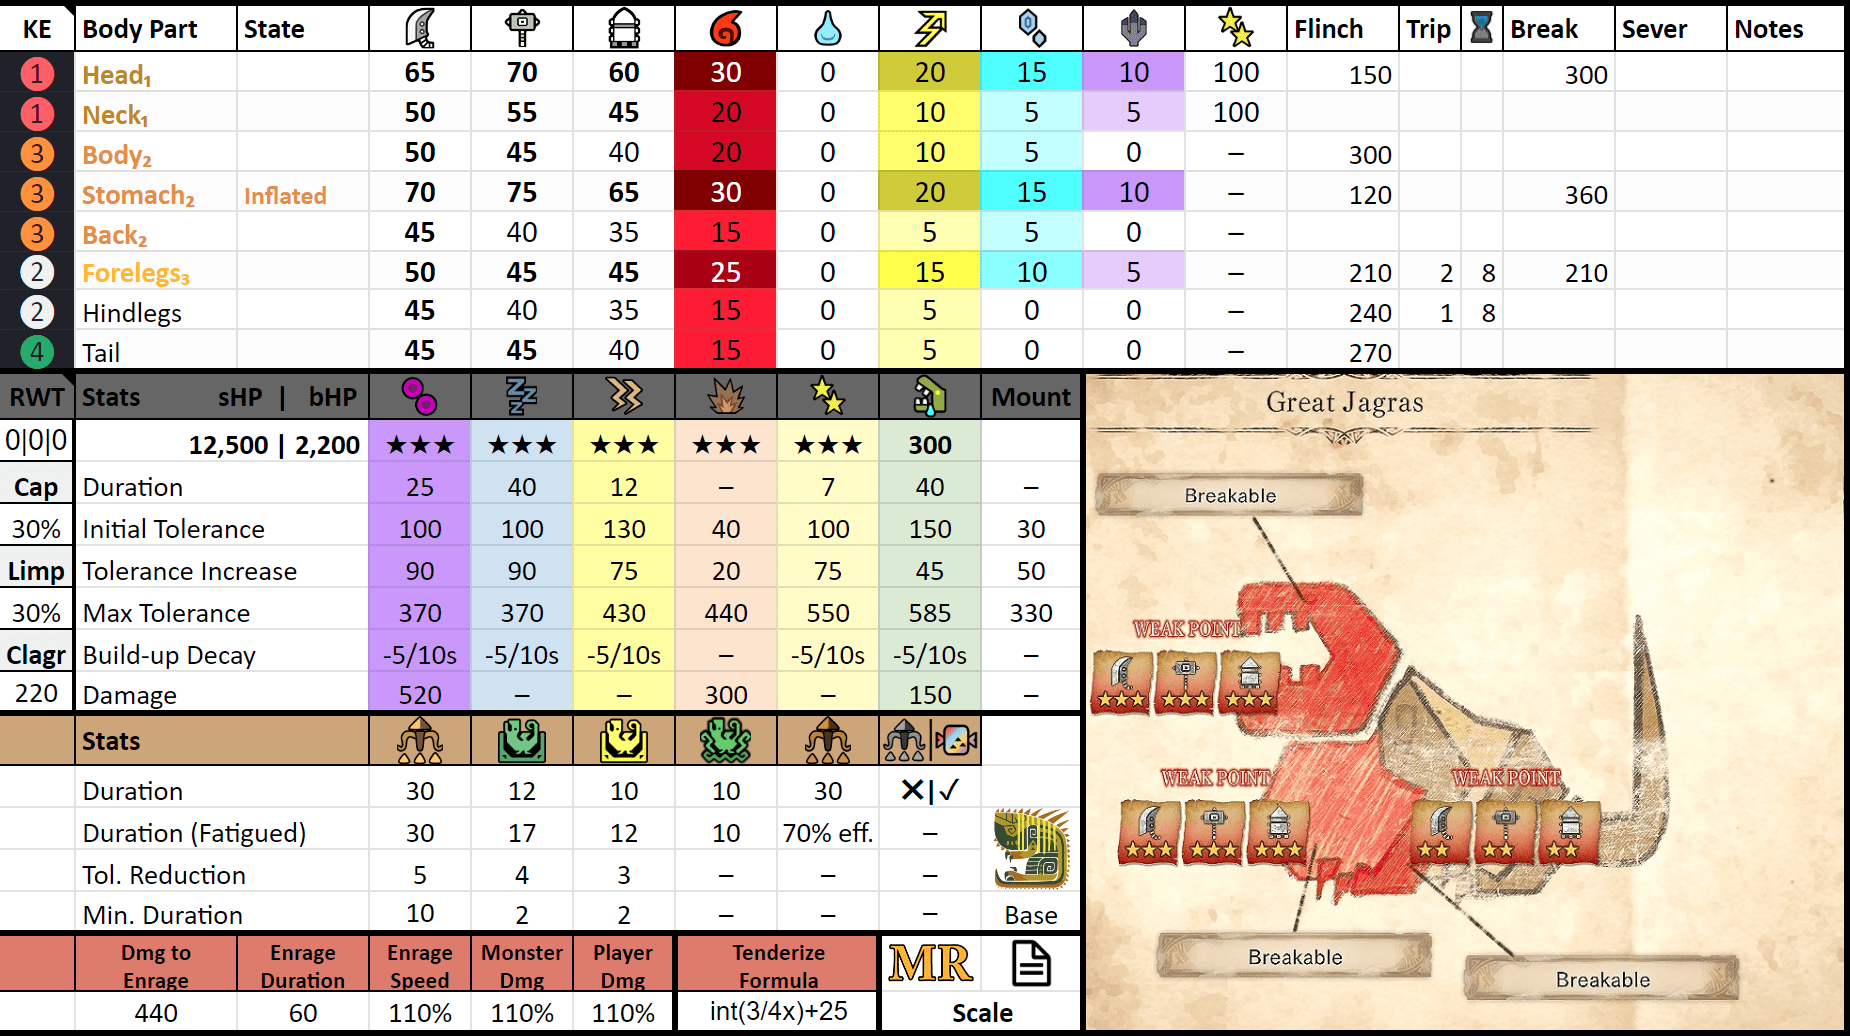 KE Body Part State Flinch Trip Break Sever Notes
1 Head₁ 65 70 60 30 0 20 15 10 100 150 300
1 Neck₁ 50 55 45 20 0 10 5 5 100
3 Body₂ 50 45 40 20 0 10 5 0 – 300
3 Stomach₂ Inflated 70 75 65 30 0 20 15 10 – 120 360
3 Back₂ 45 40 35 15 0 5 5 0 –
2 Forelegs₃ 50 45 45 25 0 15 10 5 – 210 2 8 210
2 Hindlegs 45 40 35 15 0 5 0 0 – 240 1 8
4 Tail 45 45 40 15 0 5 0 0 – 270
RWT Stats sHP | bHP Mount
0|0|0 12,500 | 2,200 ★★★ ★★★ ★★★ ★★★ ★★★ 300
Cap Duration 25 40 12 – 7 40 –
30% Initial Tolerance 100 100 130 40 100 150 30
Limp Tolerance Increase 90 90 75 20 75 45 50
30% Max Tolerance 370 370 430 440 550 585 330
Clagr Build-up Decay -5/10s -5/10s -5/10s – -5/10s -5/10s –
220 Damage 520 – – 300 – 150 –
Stats
Duration 30 12 10 10 30 ✕|✓
Duration (Fatigued) 30 17 12 10 70% eff. –
Tol. Reduction 5 4 3 – – –
Min. Duration 10 2 2 – – – Base
Dmg to Enrage
Enrage Duration
Enrage Speed
Monster Dmg
Player Dmg
Tenderize Formula
MR
440 60 110% 110% 110% int(3/4x)+25 Scale
Great Jagras
Breakable
WEAK POINT
WEAK POINT
WEAK POINT
Breakable
Breakable